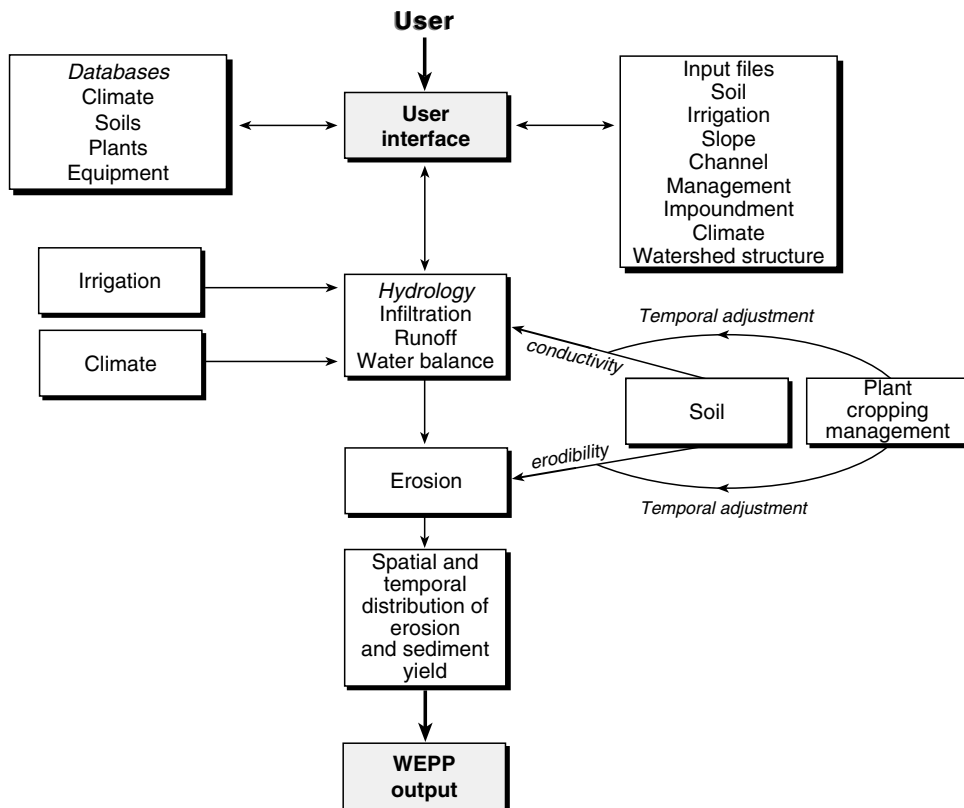 User
Databases
Climate
Soils
Plants
Equipment
User
interface
Input files
Soil
Irrigation
Slope
Channel
Management
Impoundment
Climate
Watershed structure
Irrigation
Climate
Hydrology
Infiltration
Runoff
Water balance
conductivity
Temporal adjustment
Soil
Plant
cropping
management
erodibility
Temporal adjustment
Erosion
Spatial and
temporal
distribution of
erosion
and sediment
yield
WEPP
output